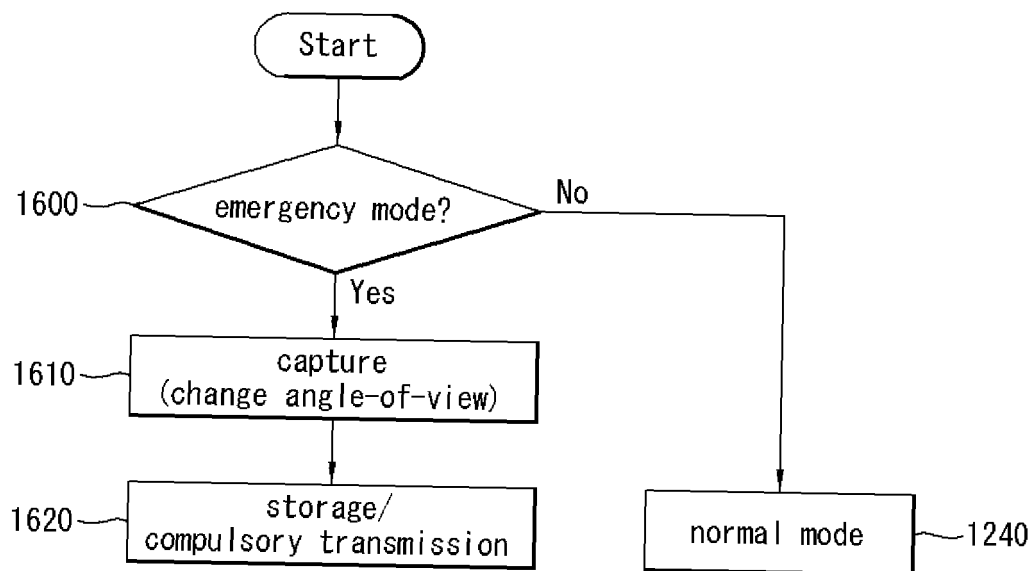 Start
1600
emergency mode?
No
Yes
1610
capture
(change angle-of-view)
1620
storage/
compulsory transmission
normal mode
1240